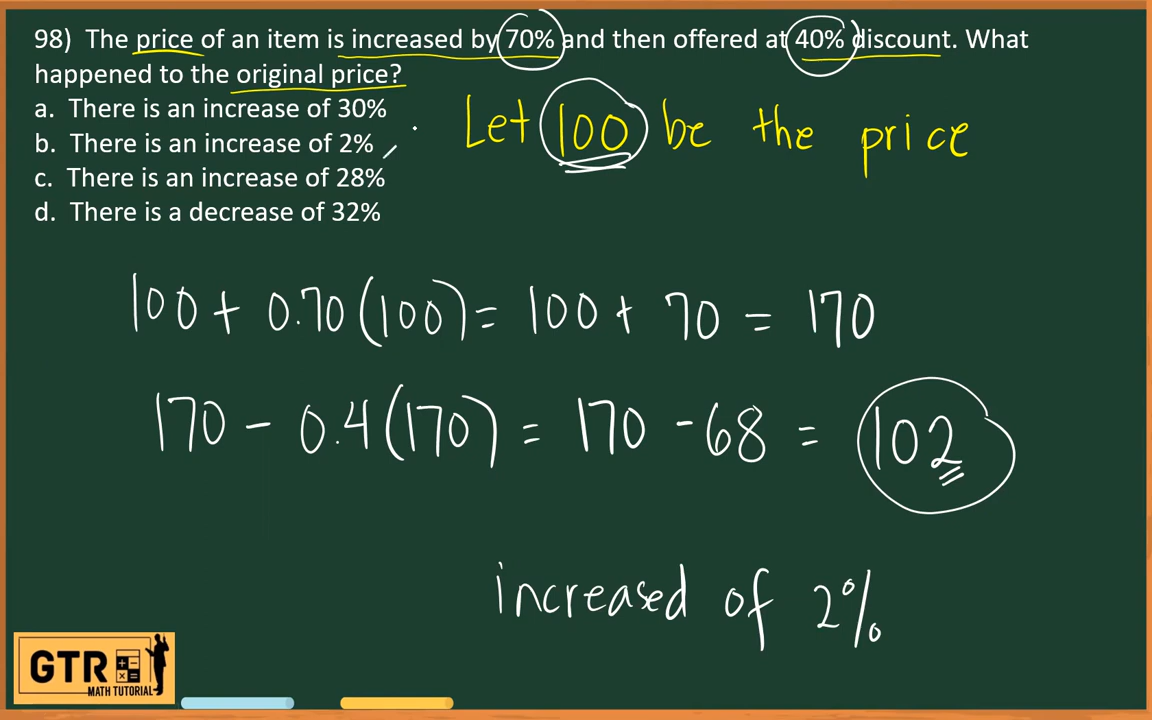 98) The price of an item is increased by 70% and then offered at 40% discount. What
happened to the original price?
a. There is an increase of 30%
b. There is an increase of 2%
c. There is an increase of 28%
d. There is a decrease of 32%
Let 100 be the price
100 + 0.70 (100) = 100 + 70 = 170
170 - 0.4 (170) = 170 - 68 = 102
increased of 2%
GTR
MATH TUTORIAL